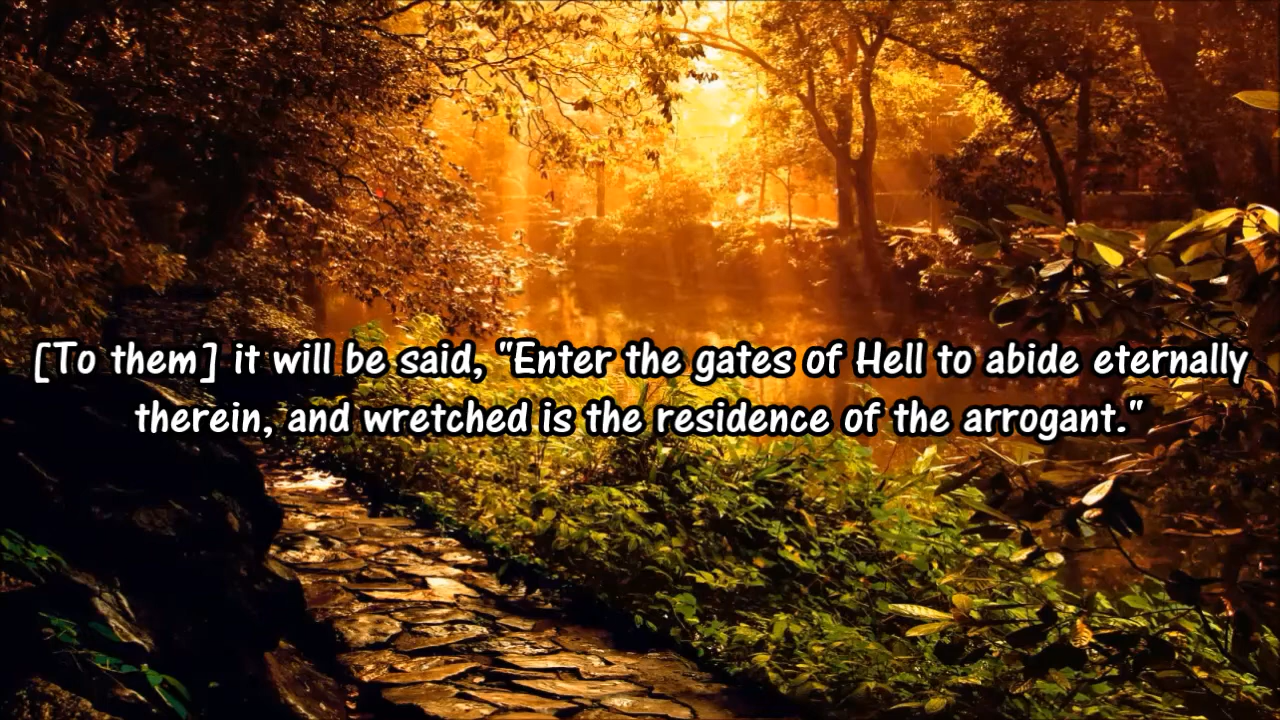 [To them] it will be said, "Enter the gates of Hell to abide eternally
therein, and wretched is the residence of the arrogant."